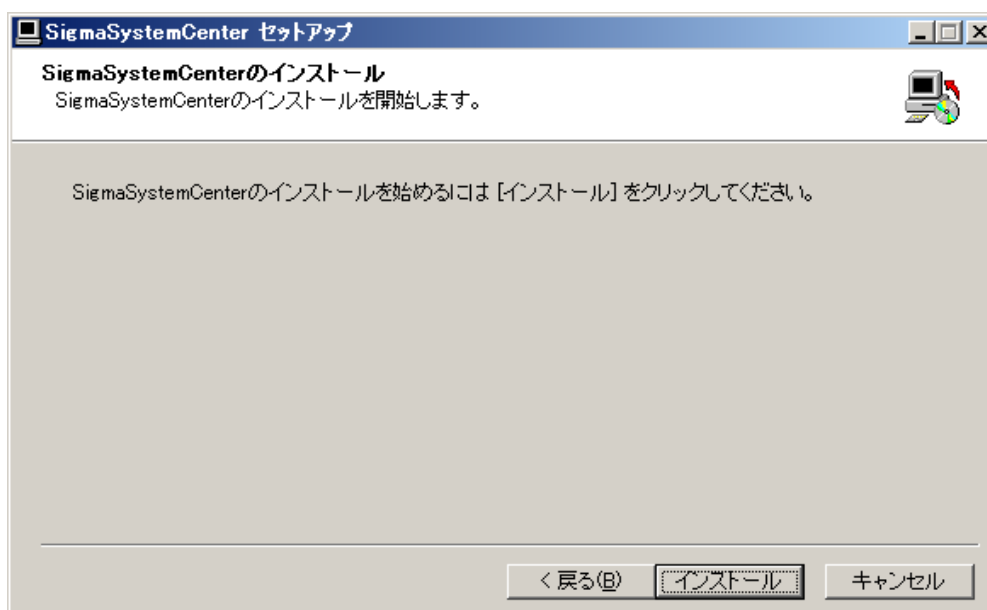 SigmaSystemCenter セットアップ
SigmaSystemCenterのインストール
SigmaSystemCenterのインストールを開始します。
SigmaSystemCenterのインストールを始めるには [インストール] をクリックしてください。
< 戻る(B)
インストール
キャンセル